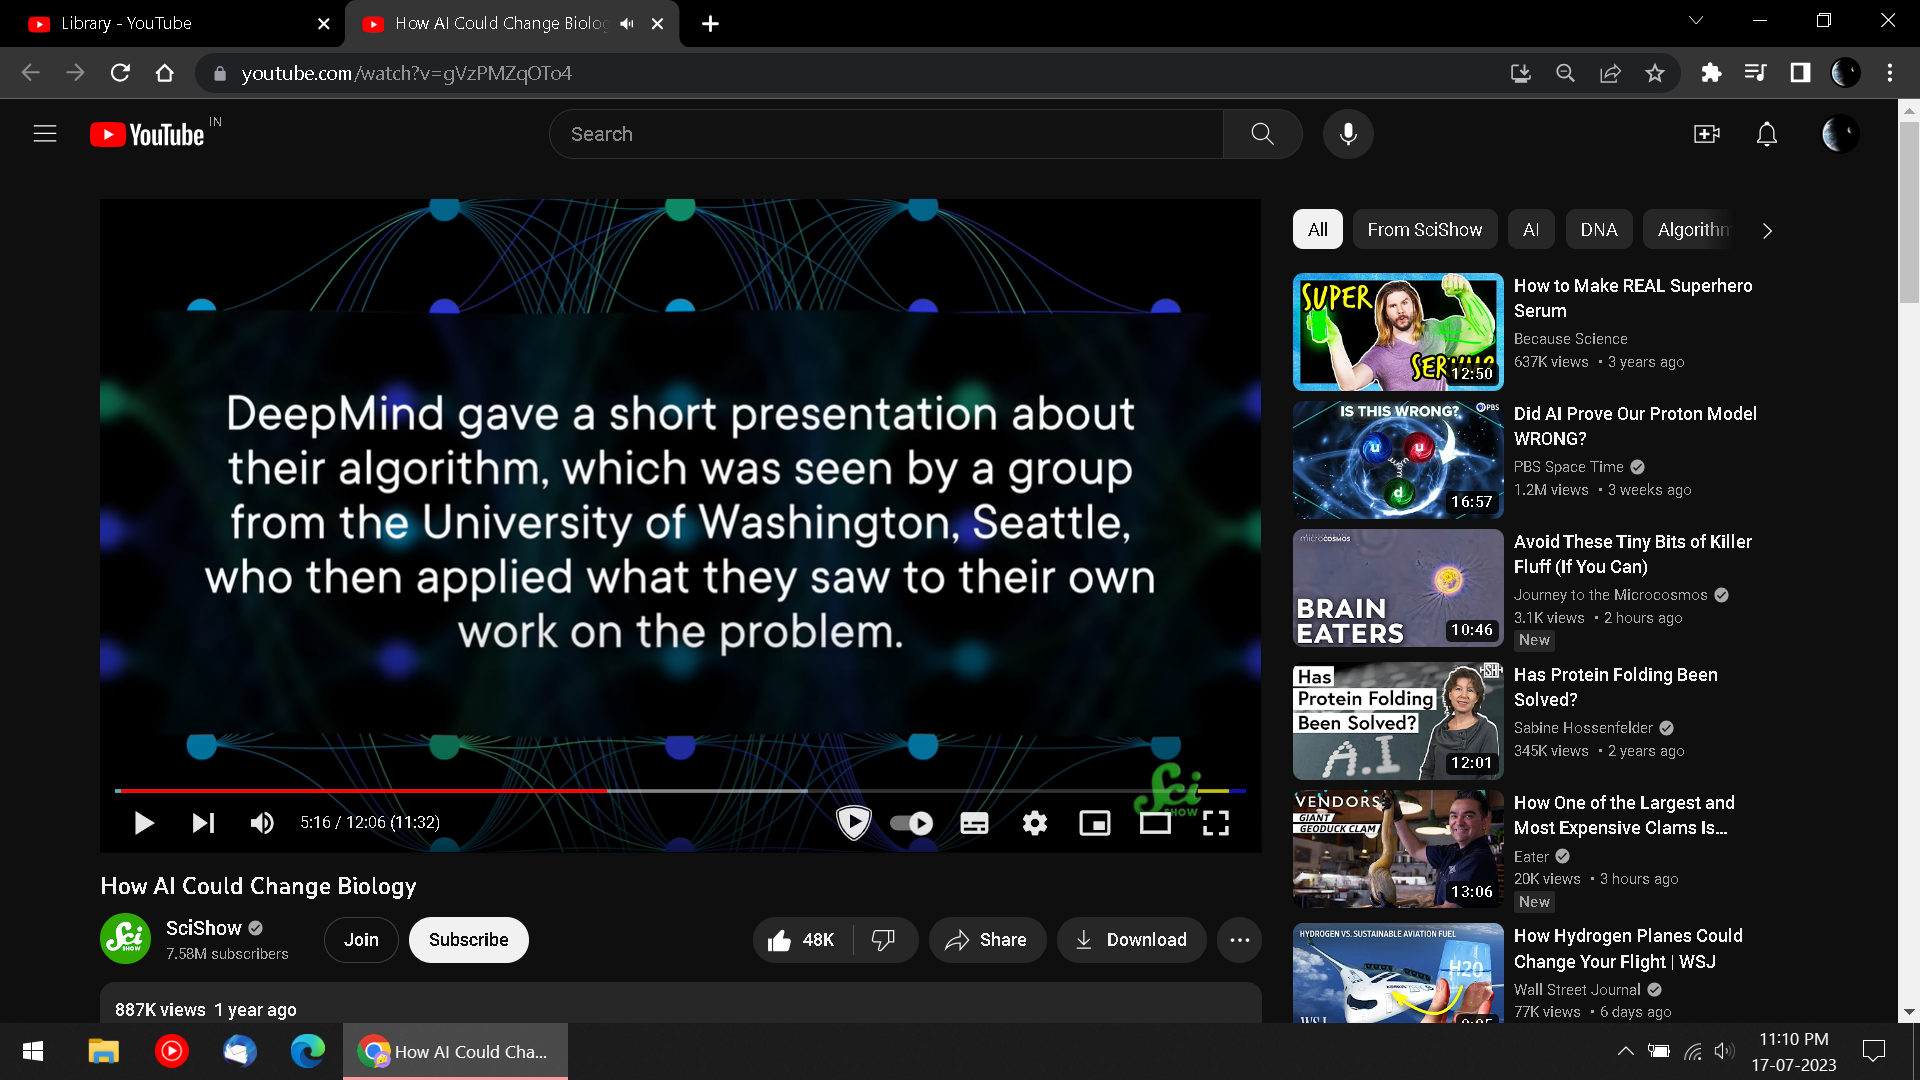 Library - YouTube
How AI Could Change Biolog
youtube.com/watch?v=gVzPMZqOTo4
YouTube IN
Search
DeepMind gave a short presentation about
their algorithm, which was seen by a group
from the University of Washington, Seattle,
who then applied what they saw to their own
work on the problem.
Sci
SHOW
5:16 / 12:06 (11:32)
How AI Could Change Biology
Sci
SHOW
SciShow
7.58M subscribers
Join
Subscribe
48K
Share
Download
887K views 1 year ago
All
From SciShow
AI
DNA
Algorithm
SUPER
SERUM?
12:50
How to Make REAL Superhero
Serum
Because Science
637K views • 3 years ago
IS THIS WRONG?
PBS
u
u
d
16:57
Did AI Prove Our Proton Model
WRONG?
PBS Space Time
1.2M views • 3 weeks ago
MICROCOSMOS
BRAIN
EATERS
10:46
Avoid These Tiny Bits of Killer
Fluff (If You Can)
Journey to the Microcosmos
3.1K views • 2 hours ago
New
Has
Protein Folding
Been Solved?
A.I
SH
12:01
Has Protein Folding Been
Solved?
Sabine Hossenfelder
345K views • 2 years ago
VENDORS
GIANT
GEODUCK CLAM
13:06
How One of the Largest and
Most Expensive Clams Is...
Eater
20K views • 3 hours ago
New
HYDROGEN VS. SUSTAINABLE AVIATION FUEL
H20
WSJ
How Hydrogen Planes Could
Change Your Flight | WSJ
Wall Street Journal
77K views • 6 days ago
How AI Could Cha...
11:10 PM
17-07-2023